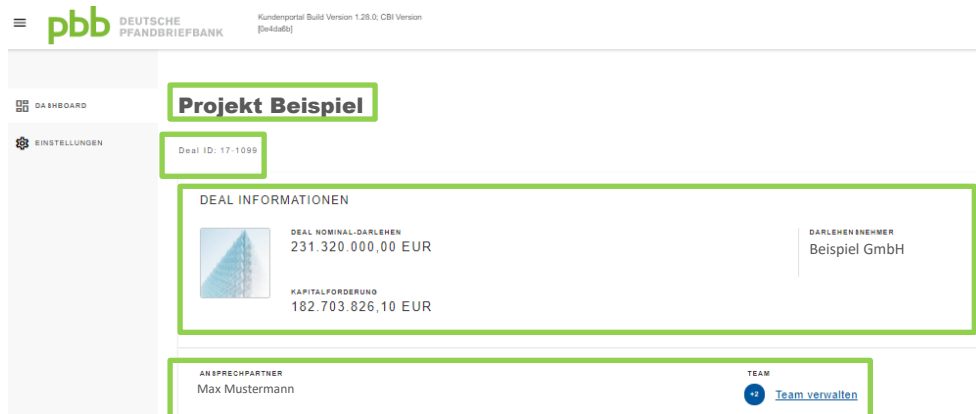 pbb DEUTSCHE
PFANDBRIEFBANK
Kundenportal Build Version 1.28.0; CBI Version
[0e4da6b]
DASHBOARD
EINSTELLUNGEN
Projekt Beispiel
Deal ID: 17-1099
DEAL INFORMATIONEN
DEAL NOMINAL-DARLEHEN
231.320.000,00 EUR
DARLEHENSNEHMER
Beispiel GmbH
KAPITALFORDERUNG
182.703.826,10 EUR
ANSPRECHPARTNER
Max Mustermann
TEAM
+2 Team verwalten